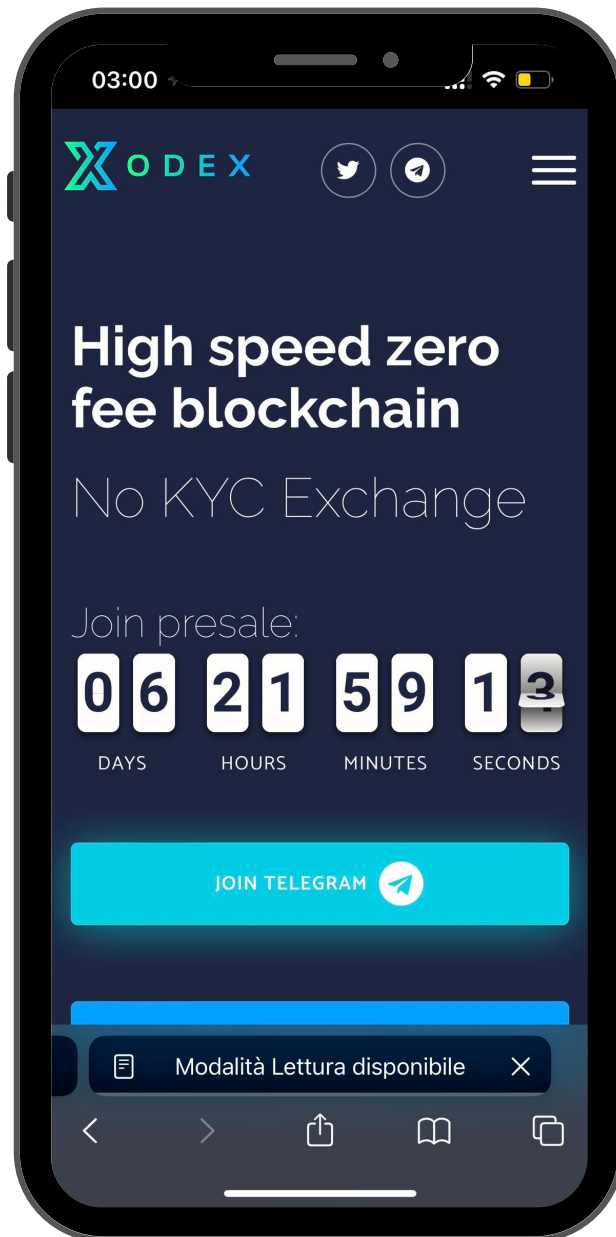 03:00
XODEX
High speed zero
fee blockchain
No KYC Exchange
Join presale:
06 21 59 13
DAYS HOURS MINUTES SECONDS
JOIN TELEGRAM
Modalità Lettura disponibile